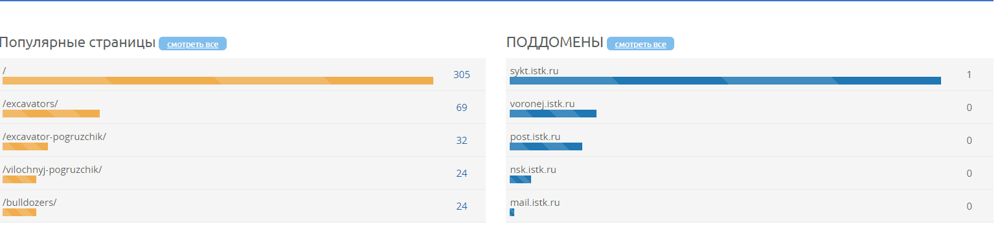 Популярные страницы смотреть все
/
305
/excavators/
69
/excavator-pogruzchik/
32
/vilochnyj-pogruzchik/
24
/bulldozers/
24
ПОДДОМЕНЫ смотреть все
sykt.istk.ru
1
voronej.istk.ru
0
post.istk.ru
0
nsk.istk.ru
0
mail.istk.ru
0